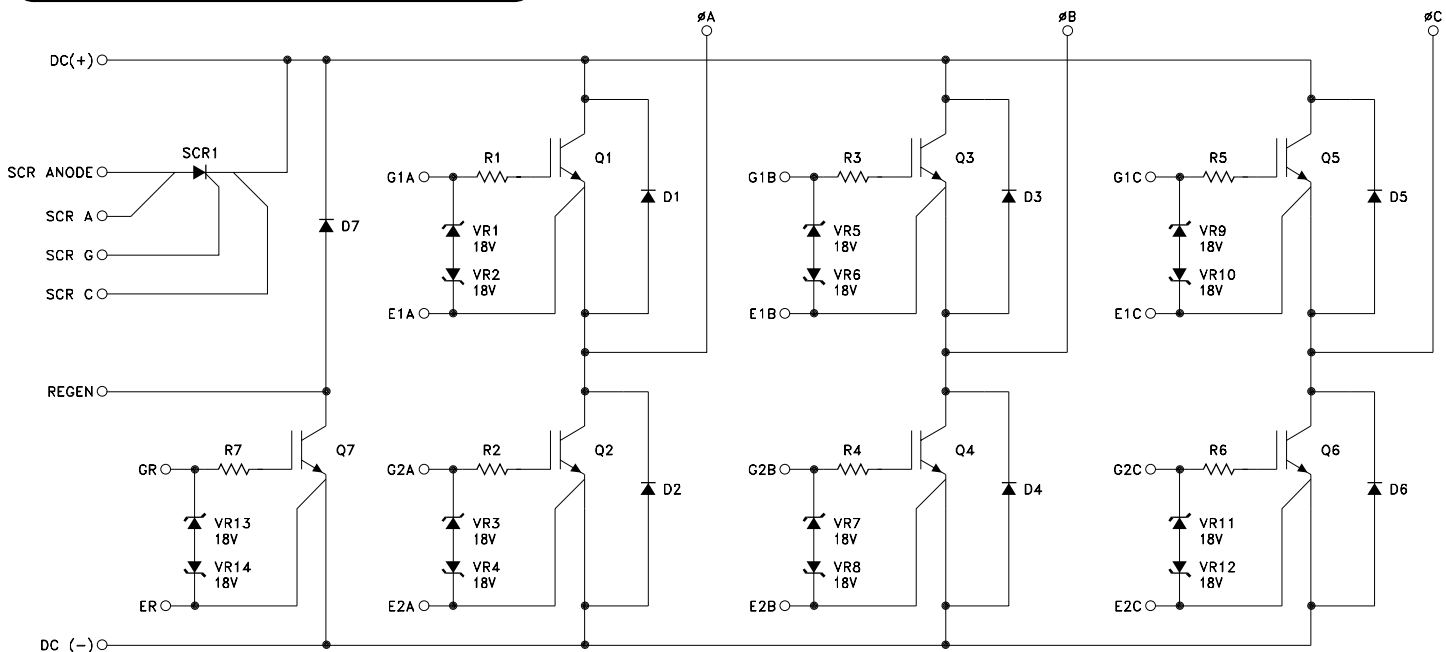 øA
øB
øC
DC(+)
SCR1
SCR ANODE
SCR A
SCR G
SCR C
D7
REGEN
G1A
R1
Q1
D1
VR1
18V
VR2
18V
E1A
G1B
R3
Q3
D3
VR5
18V
VR6
18V
E1B
G1C
R5
Q5
D5
VR9
18V
VR10
18V
E1C
GR
R7
Q7
VR13
18V
VR14
18V
ER
G2A
R2
Q2
D2
VR3
18V
VR4
18V
E2A
G2B
R4
Q4
D4
VR7
18V
VR8
18V
E2B
G2C
R6
Q6
D6
VR11
18V
VR12
18V
E2C
DC (-)